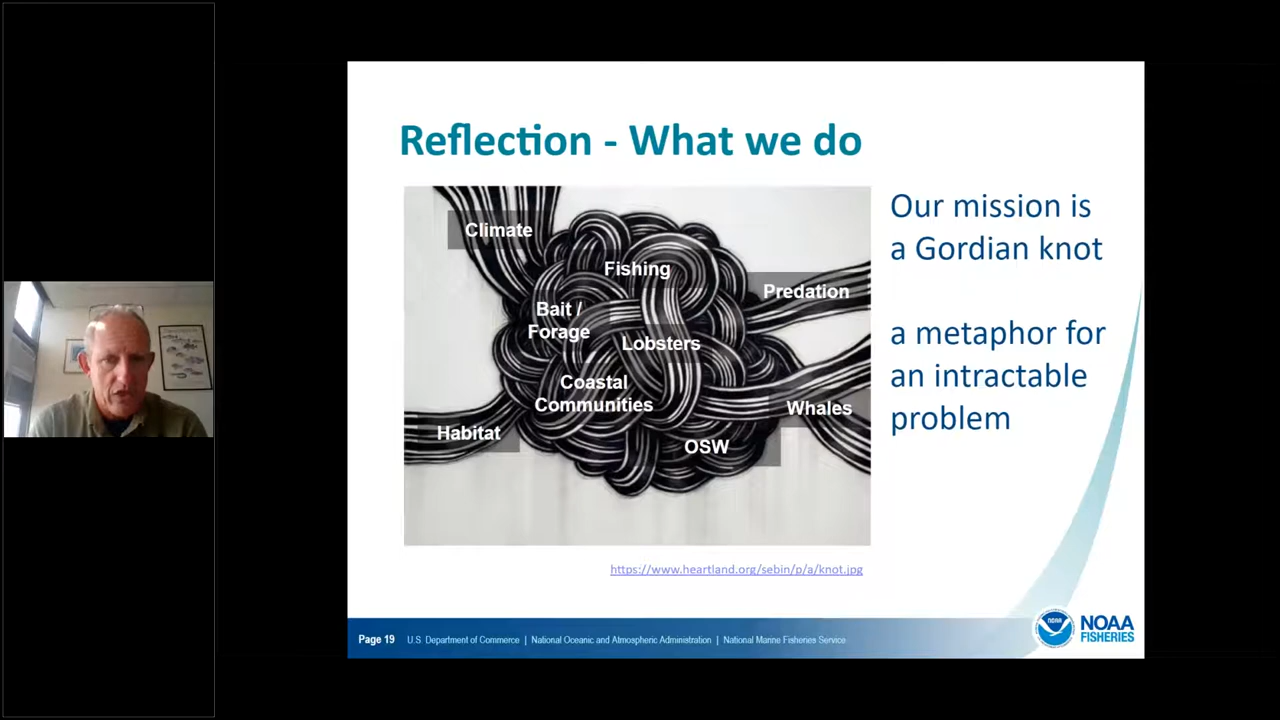 Reflection - What we do
Climate
Fishing
Predation
Bait /
Forage
Lobsters
Coastal
Communities
Whales
Habitat
OSW
Our mission is
a Gordian knot
a metaphor for
an intractable
problem
https://www.heartland.org/sebin/p/a/knot.jpg
Page 19 U.S. Department of Commerce | National Oceanic and Atmospheric Administration | National Marine Fisheries Service
NOAA
NOAA
FISHERIES